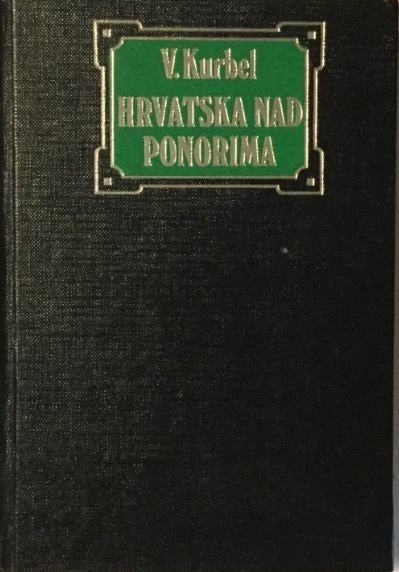 V. Kurbel
HRVATSKA NAD
PONORIMA